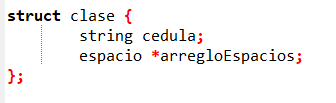 struct clase {
string cedula;
espacio *arregloEspacios;
};